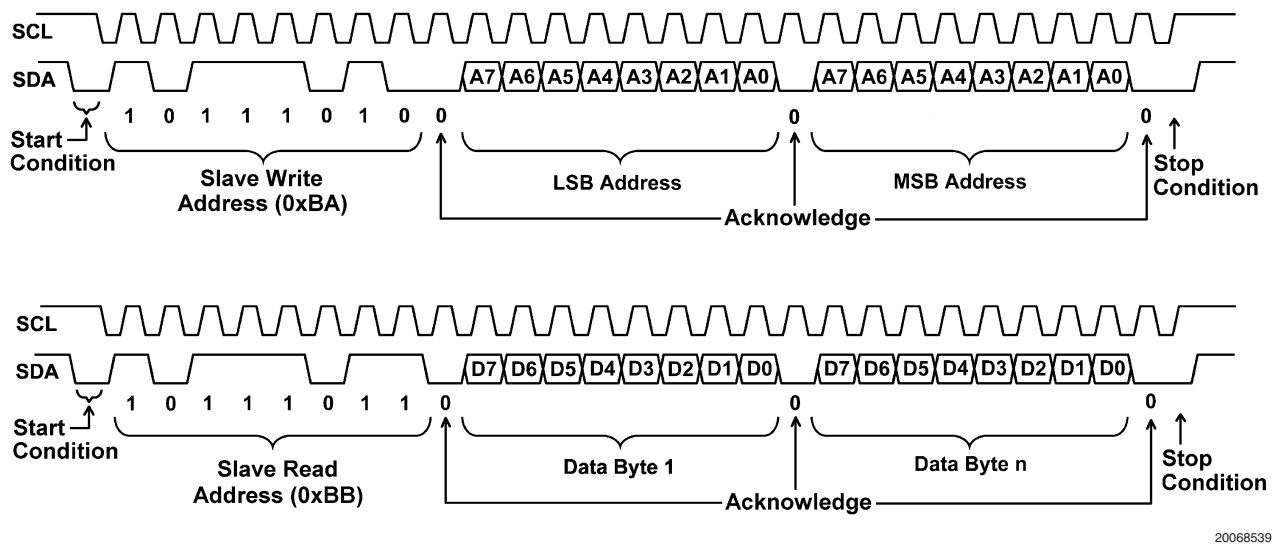 SCL
SDA A7 A6 A5 A4 A3 A2 A1 A0 A7 A6 A5 A4 A3 A2 A1 A0
1 0 1 1 1 0 1 0 0 0 0
Start
Condition
Slave Write
Address (0xBA)
LSB Address
MSB Address
Stop
Condition
Acknowledge
SCL
SDA D7 D6 D5 D4 D3 D2 D1 D0 D7 D6 D5 D4 D3 D2 D1 D0
1 0 1 1 1 0 1 1 0 0 0
Start
Condition
Slave Read
Address (0xBB)
Data Byte 1
Data Byte n
Stop
Condition
Acknowledge
20068539